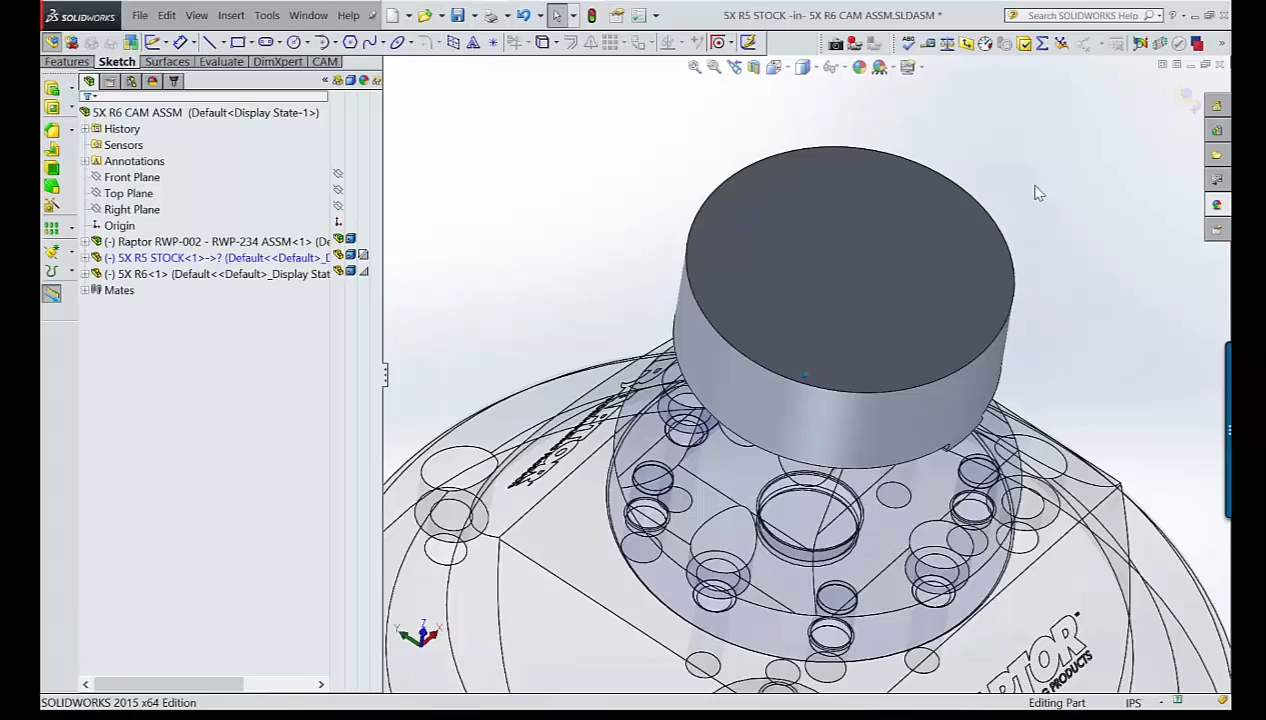 SOLIDWORKS File Edit View Insert Tools Window Help 5X R5 STOCK -in- 5X R6 CAM ASSM.SLDASM * Search SOLIDWORKS Help
Features Sketch Surfaces Evaluate DimXpert CAM
5X R6 CAM ASSM (Default<Display State-1>)
History
Sensors
Annotations
Front Plane
Top Plane
Right Plane
Origin
(-) Raptor RWP-002 - RWP-234 ASSM<1> (De
(-) 5X R5 STOCK<1>->? (Default<<Default>_D
(-) 5X R6<1> (Default<<Default>_Display Stat
Mates
Z
Y X
PTOR
G PRODUCTS
SOLIDWORKS 2015 x64 Edition Editing Part IPS -